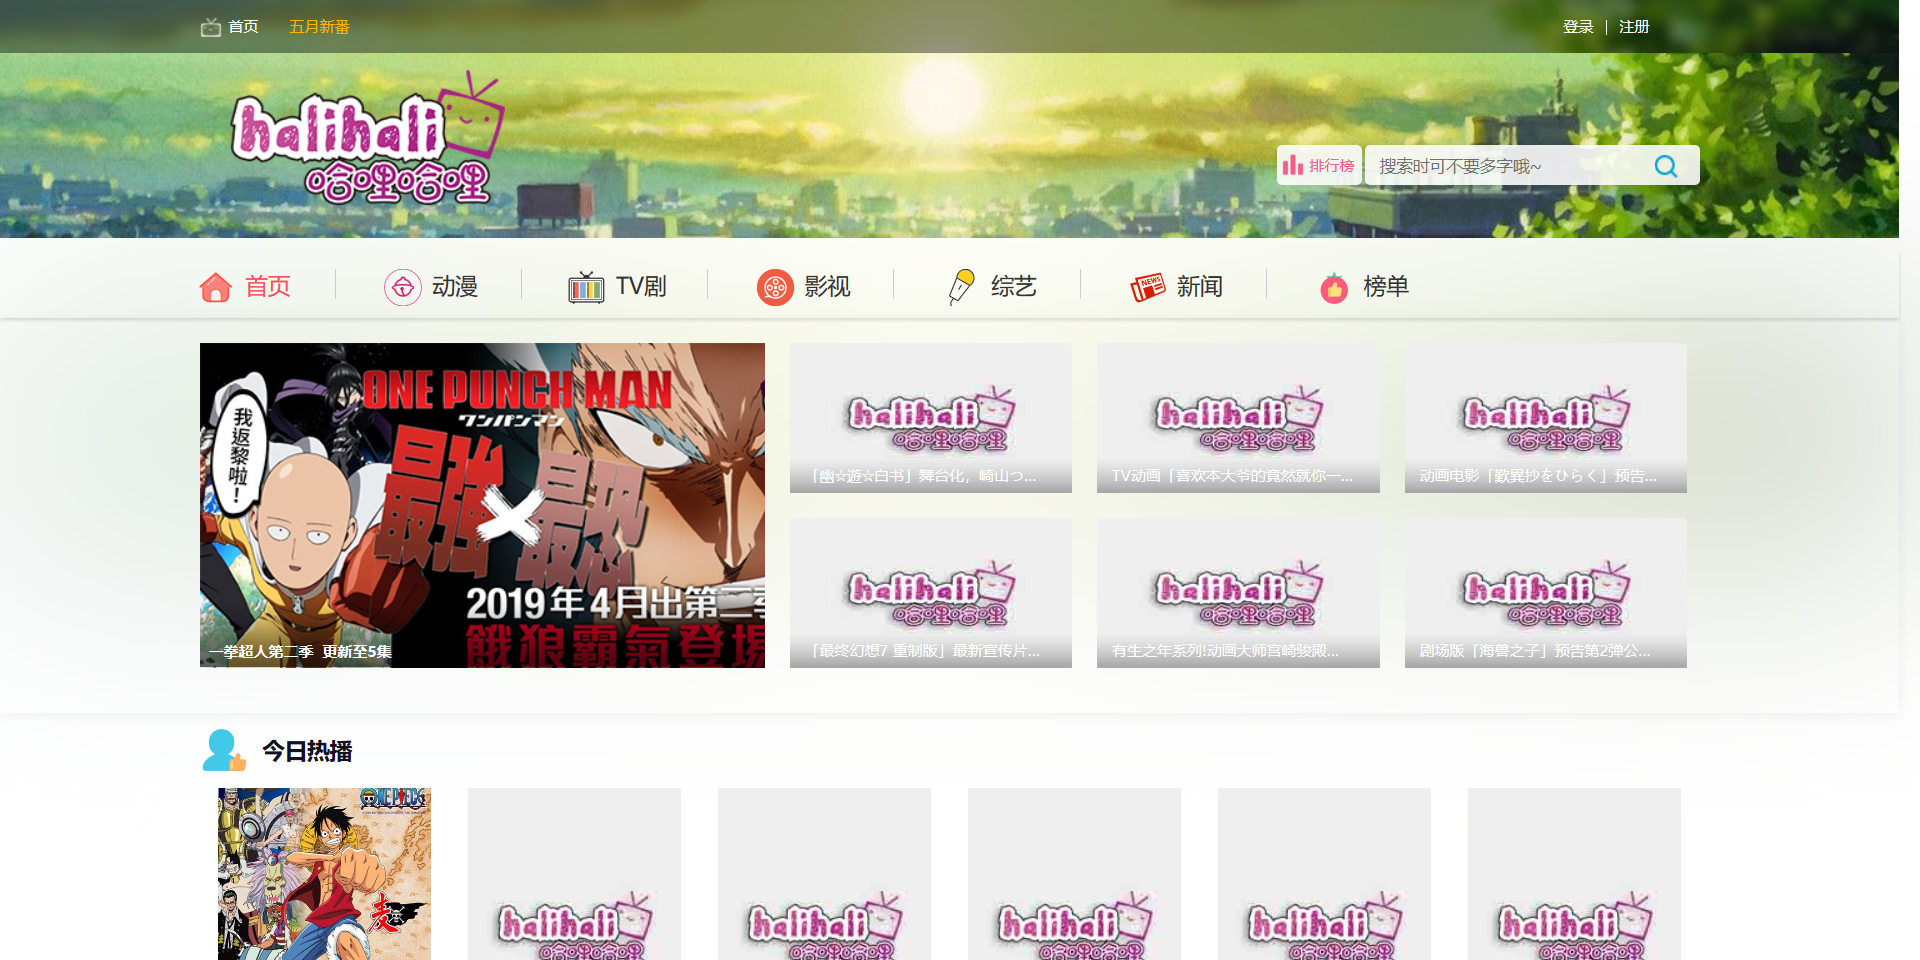 首页
五月新番
登录 | 注册
halihali
哈哩哈哩
排行榜
搜索时可不要多字哦~
首页
动漫
TV剧
影视
综艺
NEWS
新闻
榜单
我返黎啦！
ONE PUNCH MAN
ワンパンマン
最強×最恐
2019年4月出第二季
餓狼霸氣登場
一拳超人第二季 更新至5集
halihali
哈哩哈哩
「幽☆遊☆白书」舞台化，崎山つ...
halihali
哈哩哈哩
TV动画「喜欢本大爷的竟然就你一...
halihali
哈哩哈哩
动画电影「歎異抄をひらく」预告...
halihali
哈哩哈哩
「最终幻想7 重制版」最新宣传片...
halihali
哈哩哈哩
有生之年系列!动画大师宫崎骏殿...
halihali
哈哩哈哩
剧场版「海兽之子」预告第2弹公...
今日热播
ONE PIECE
halihali
哈哩哈哩
halihali
哈哩哈哩
halihali
哈哩哈哩
halihali
哈哩哈哩
halihali
哈哩哈哩